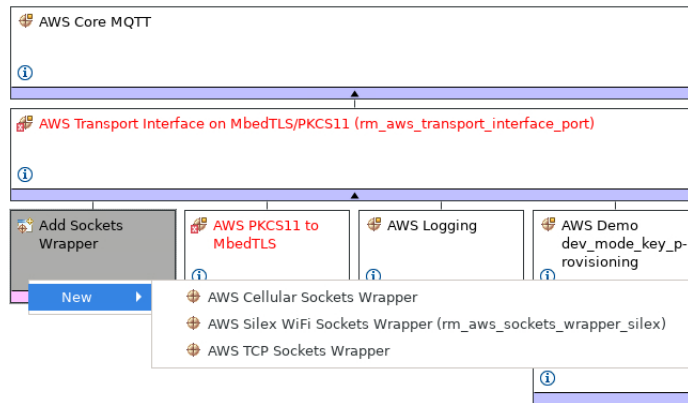 AWS Core MQTT
AWS Transport Interface on MbedTLS/PKCS11 (rm_aws_transport_interface_port)
Add Sockets
Wrapper
AWS PKCS11 to
MbedTLS
AWS Logging
AWS Demo
dev_mode_key_p-
rovisioning
New
AWS Cellular Sockets Wrapper
AWS Silex WiFi Sockets Wrapper (rm_aws_sockets_wrapper_silex)
AWS TCP Sockets Wrapper